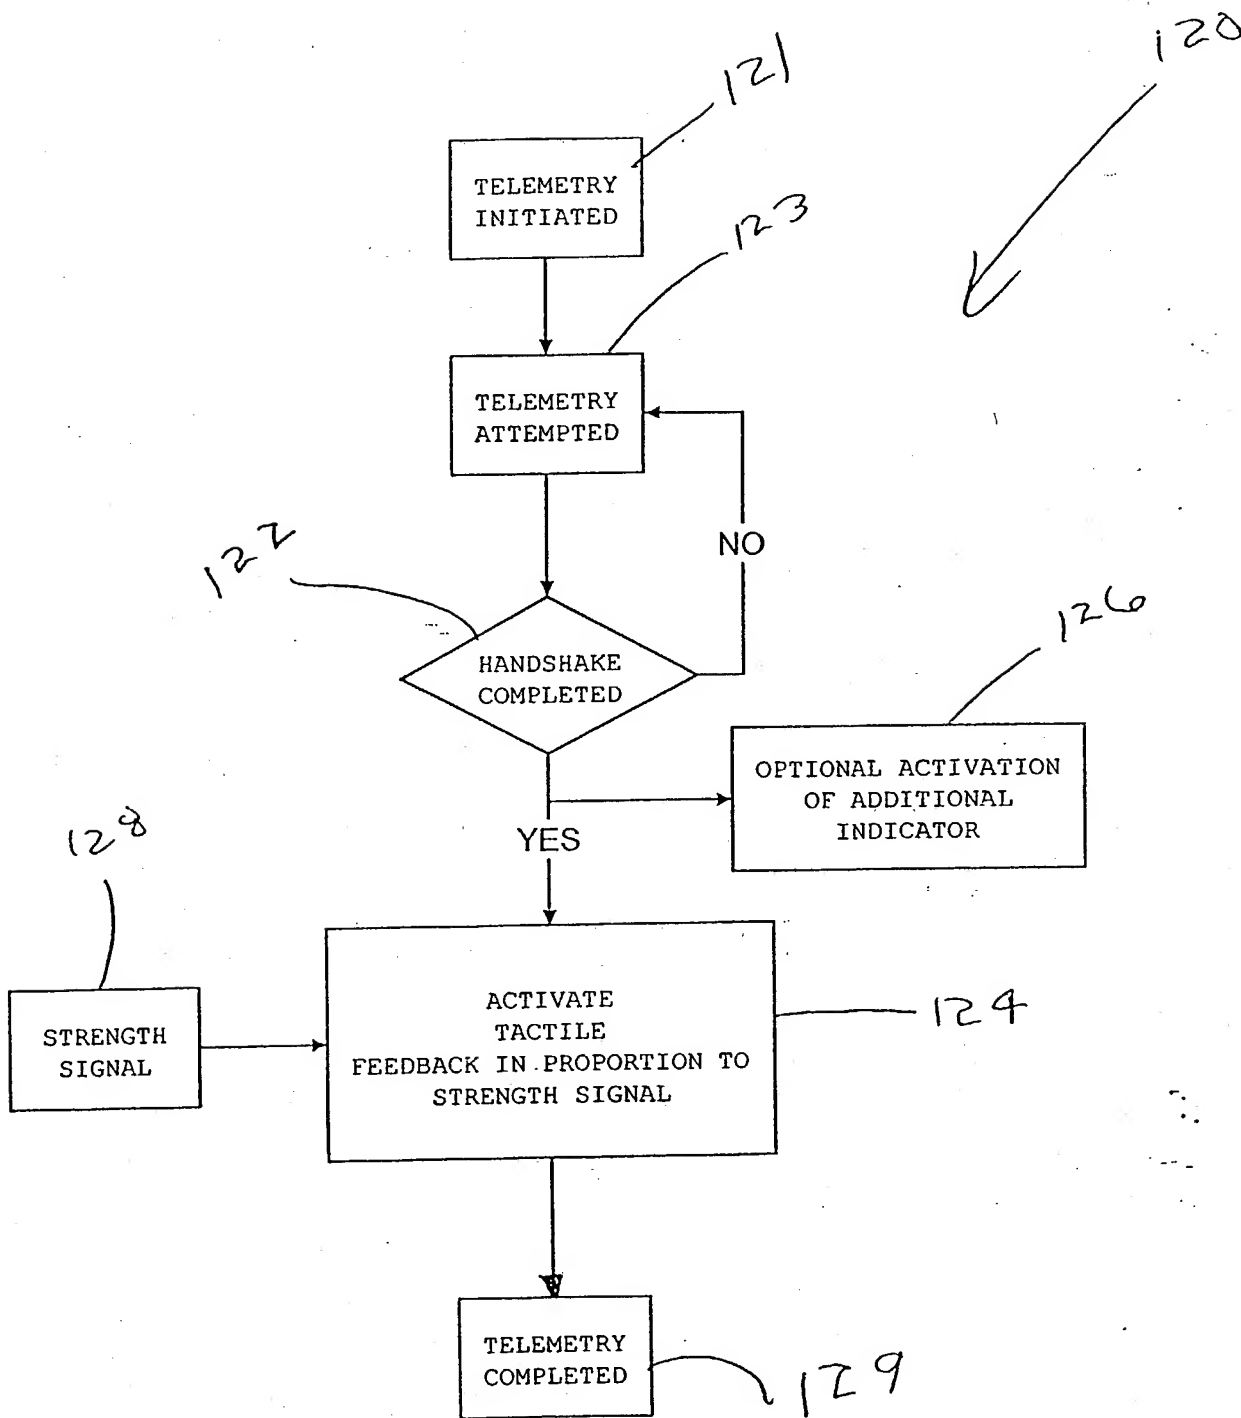 120
121
TELEMETRY
INITIATED
123
TELEMETRY
ATTEMPTED
NO
122
HANDSHAKE
COMPLETED
126
OPTIONAL ACTIVATION
OF ADDITIONAL
INDICATOR
YES
128
STRENGTH
SIGNAL
ACTIVATE
TACTILE
FEEDBACK IN PROPORTION TO
STRENGTH SIGNAL
124
TELEMETRY
COMPLETED
129